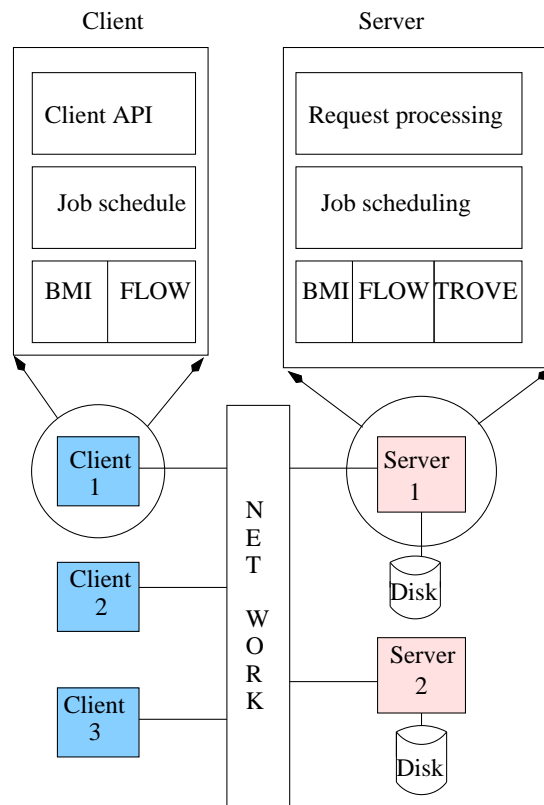 Client
Server
Client API
Job schedule
BMI
FLOW
Request processing
Job scheduling
BMI
FLOW
TROVE
Client
1
Client
2
Client
3
N
E
T
W
O
R
K
Server
1
Disk
Server
2
Disk